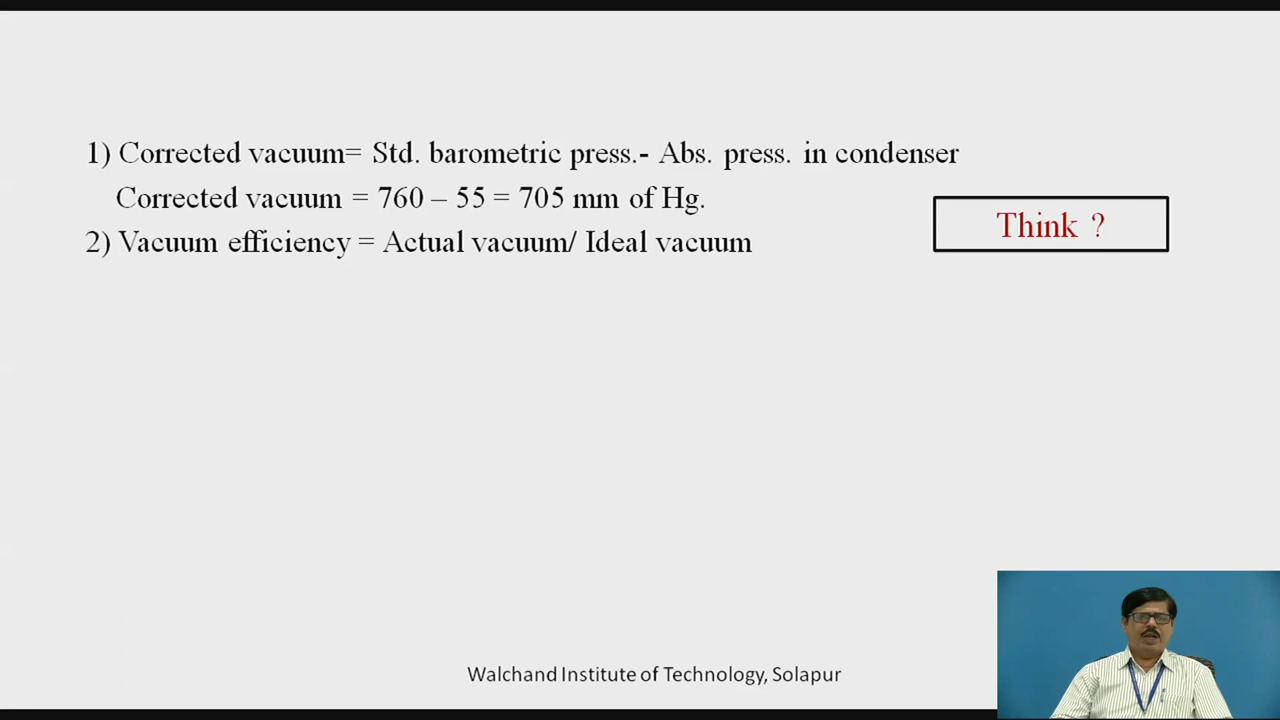 1) Corrected vacuum= Std. barometric press.- Abs. press. in condenser
Corrected vacuum = 760 – 55 = 705 mm of Hg.
Think ?
2) Vacuum efficiency = Actual vacuum/ Ideal vacuum
Walchand Institute of Technology, Solapur